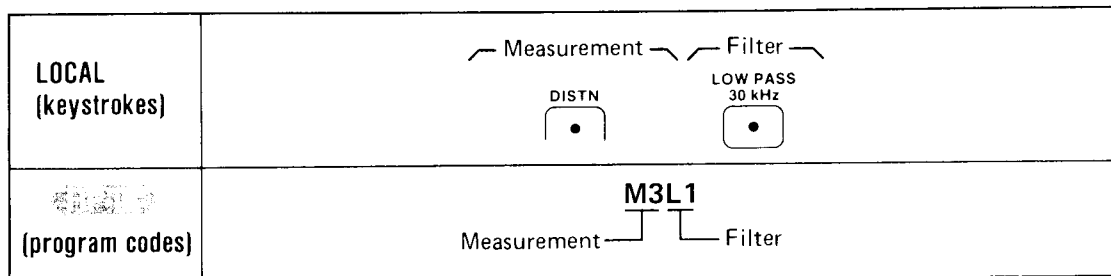 LOCAL
(keystrokes)
Measurement Filter
DISTN
LOW PASS
30 kHz
(program codes)
M3L1
Measurement Filter